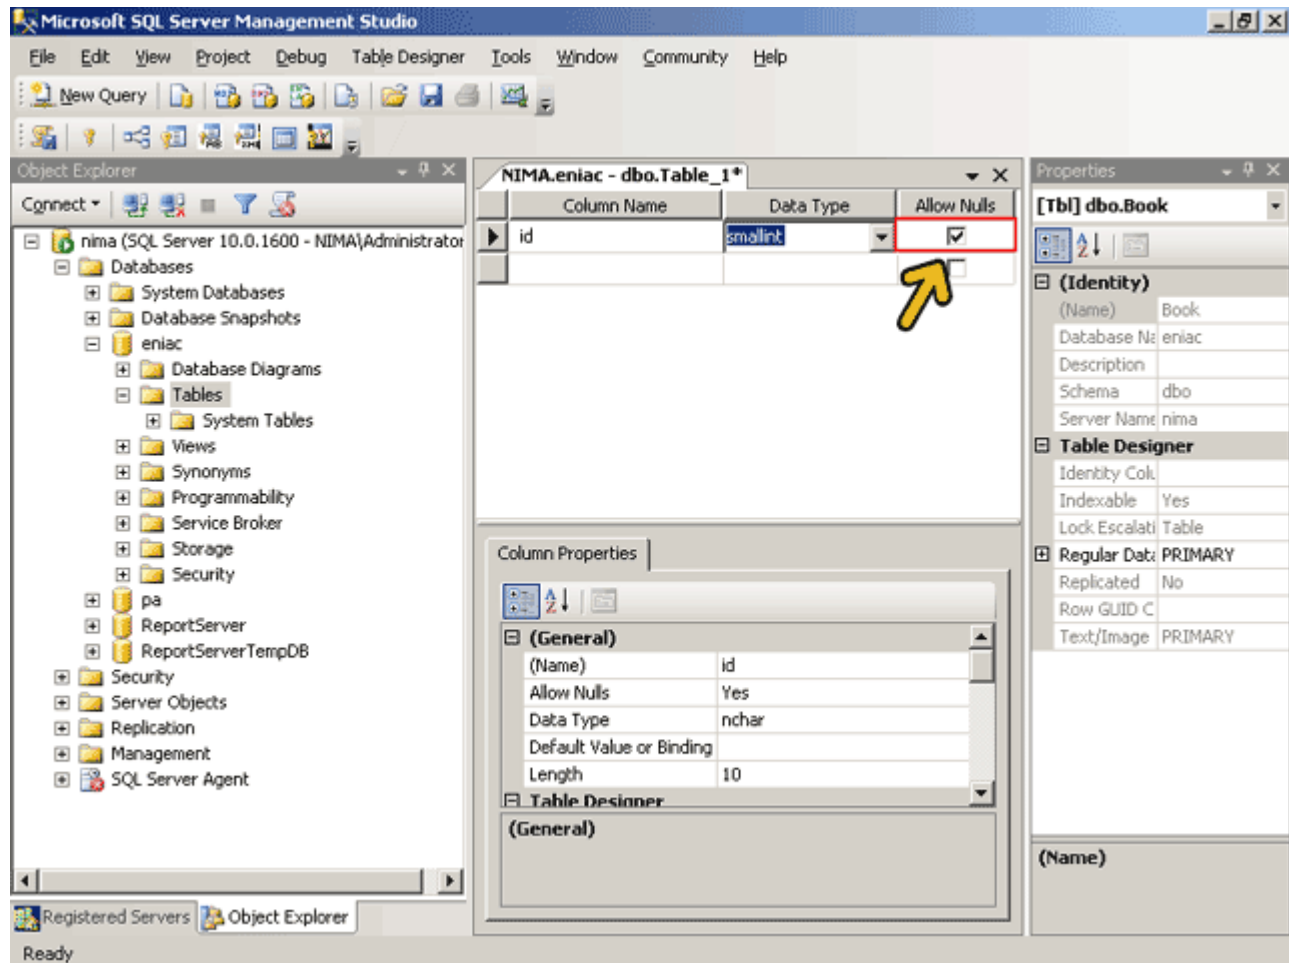 Microsoft SQL Server Management Studio
File Edit View Project Debug Table Designer Tools Window Community Help
New Query
Object Explorer
Connect
nima (SQL Server 10.0.1600 - NIMA\Administrator
Databases
System Databases
Database Snapshots
eniac
Database Diagrams
Tables
System Tables
Views
Synonyms
Programmability
Service Broker
Storage
Security
pa
ReportServer
ReportServerTempDB
Security
Server Objects
Replication
Management
SQL Server Agent
Registered Servers Object Explorer
NIMA.eniac - dbo.Table_1*
Column Name Data Type Allow Nulls
id smallint
Column Properties
(General)
(Name) id
Allow Nulls Yes
Data Type nchar
Default Value or Binding
Length 10
Table Designer
(General)
Properties
[Tbl] dbo.Book
(Identity)
(Name) Book
Database Na eniac
Description
Schema dbo
Server Name nima
Table Designer
Identity Colu
Indexable Yes
Lock Escalati Table
Regular Data PRIMARY
Replicated No
Row GUID C
Text/Image PRIMARY
(Name)
Ready